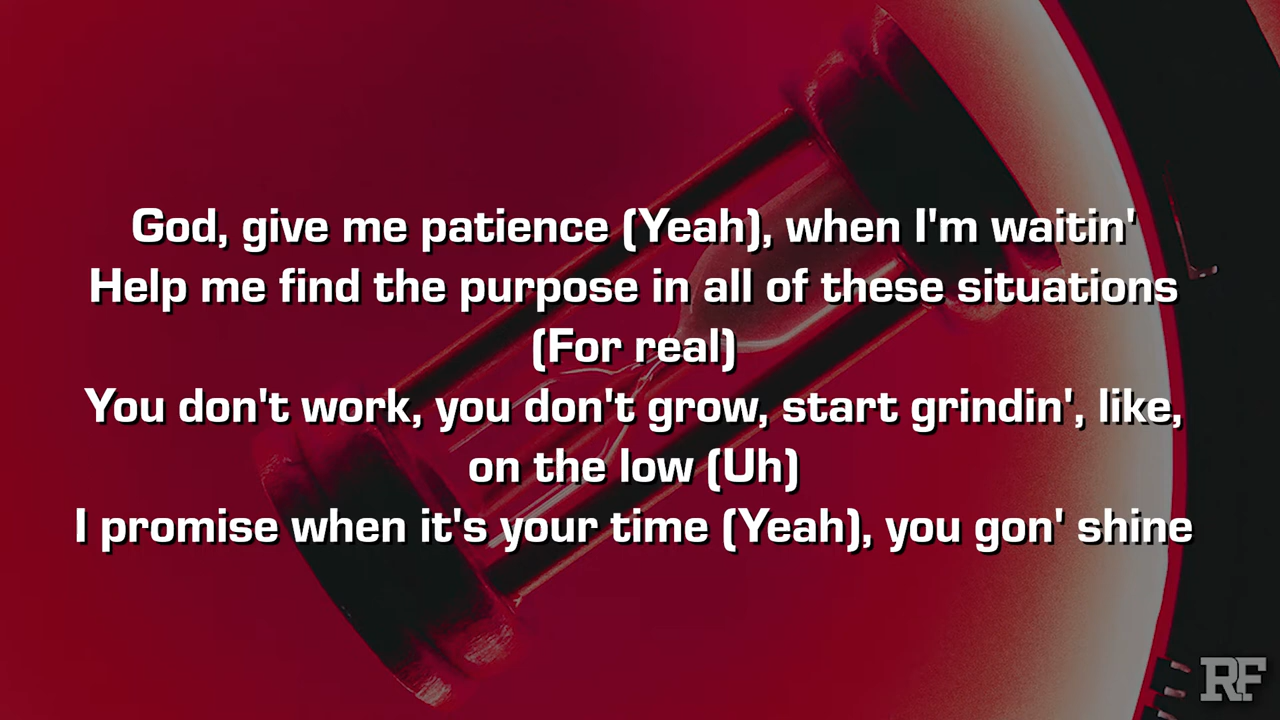 God, give me patience (Yeah), when I'm waitin'
Help me find the purpose in all of these situations
(For real)
You don't work, you don't grow, start grindin', like,
on the low (Uh)
I promise when it's your time (Yeah), you gon' shine
RF